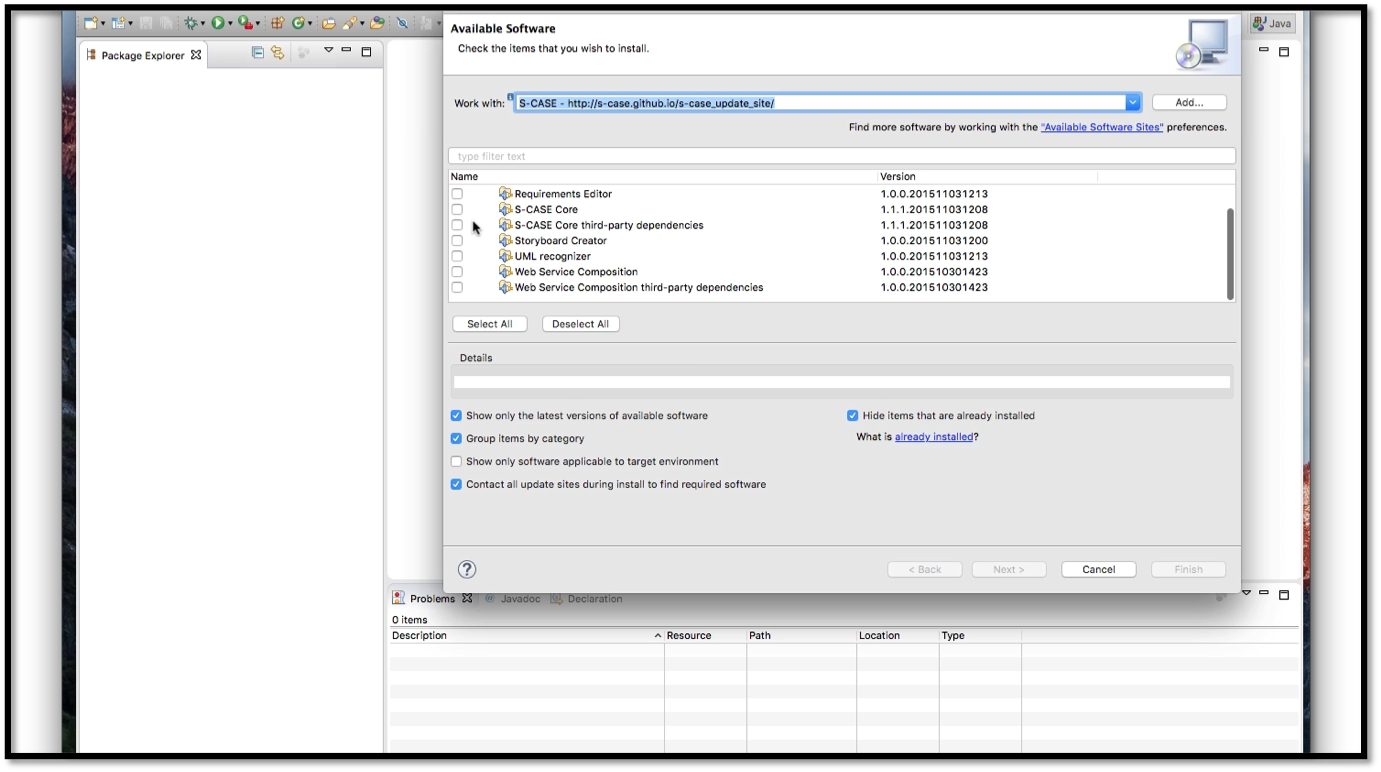 Available Software
Check the items that you wish to install.
Java
Package Explorer
Work with: S-CASE - http://s-case.github.io/s-case_update_site/ Add...
Find more software by working with the "Available Software Sites" preferences.
type filter text
Name Version
Requirements Editor 1.0.0.201511031213
S-CASE Core 1.1.1.201511031208
S-CASE Core third-party dependencies 1.1.1.201511031208
Storyboard Creator 1.0.0.201511031200
UML recognizer 1.0.0.201511031213
Web Service Composition 1.0.0.201510301423
Web Service Composition third-party dependencies 1.0.0.201510301423
Select All Deselect All
Details
Show only the latest versions of available software Hide items that are already installed
Group items by category What is already installed?
Show only software applicable to target environment
Contact all update sites during install to find required software
? < Back Next > Cancel Finish
Problems Javadoc Declaration
0 items
Description Resource Path Location Type